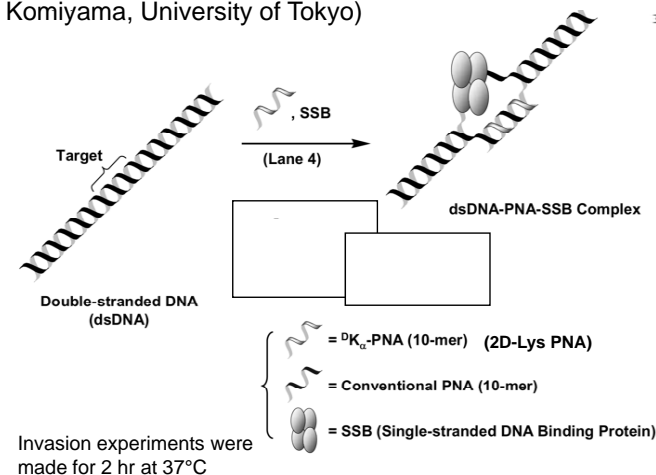 Komiyama, University of Tokyo)
, SSB
Target
(Lane 4)
dsDNA-PNA-SSB Complex
Double-stranded DNA
(dsDNA)
= ᴰKα-PNA (10-mer) (2D-Lys PNA)
= Conventional PNA (10-mer)
= SSB (Single-stranded DNA Binding Protein)
Invasion experiments were
made for 2 hr at 37°C